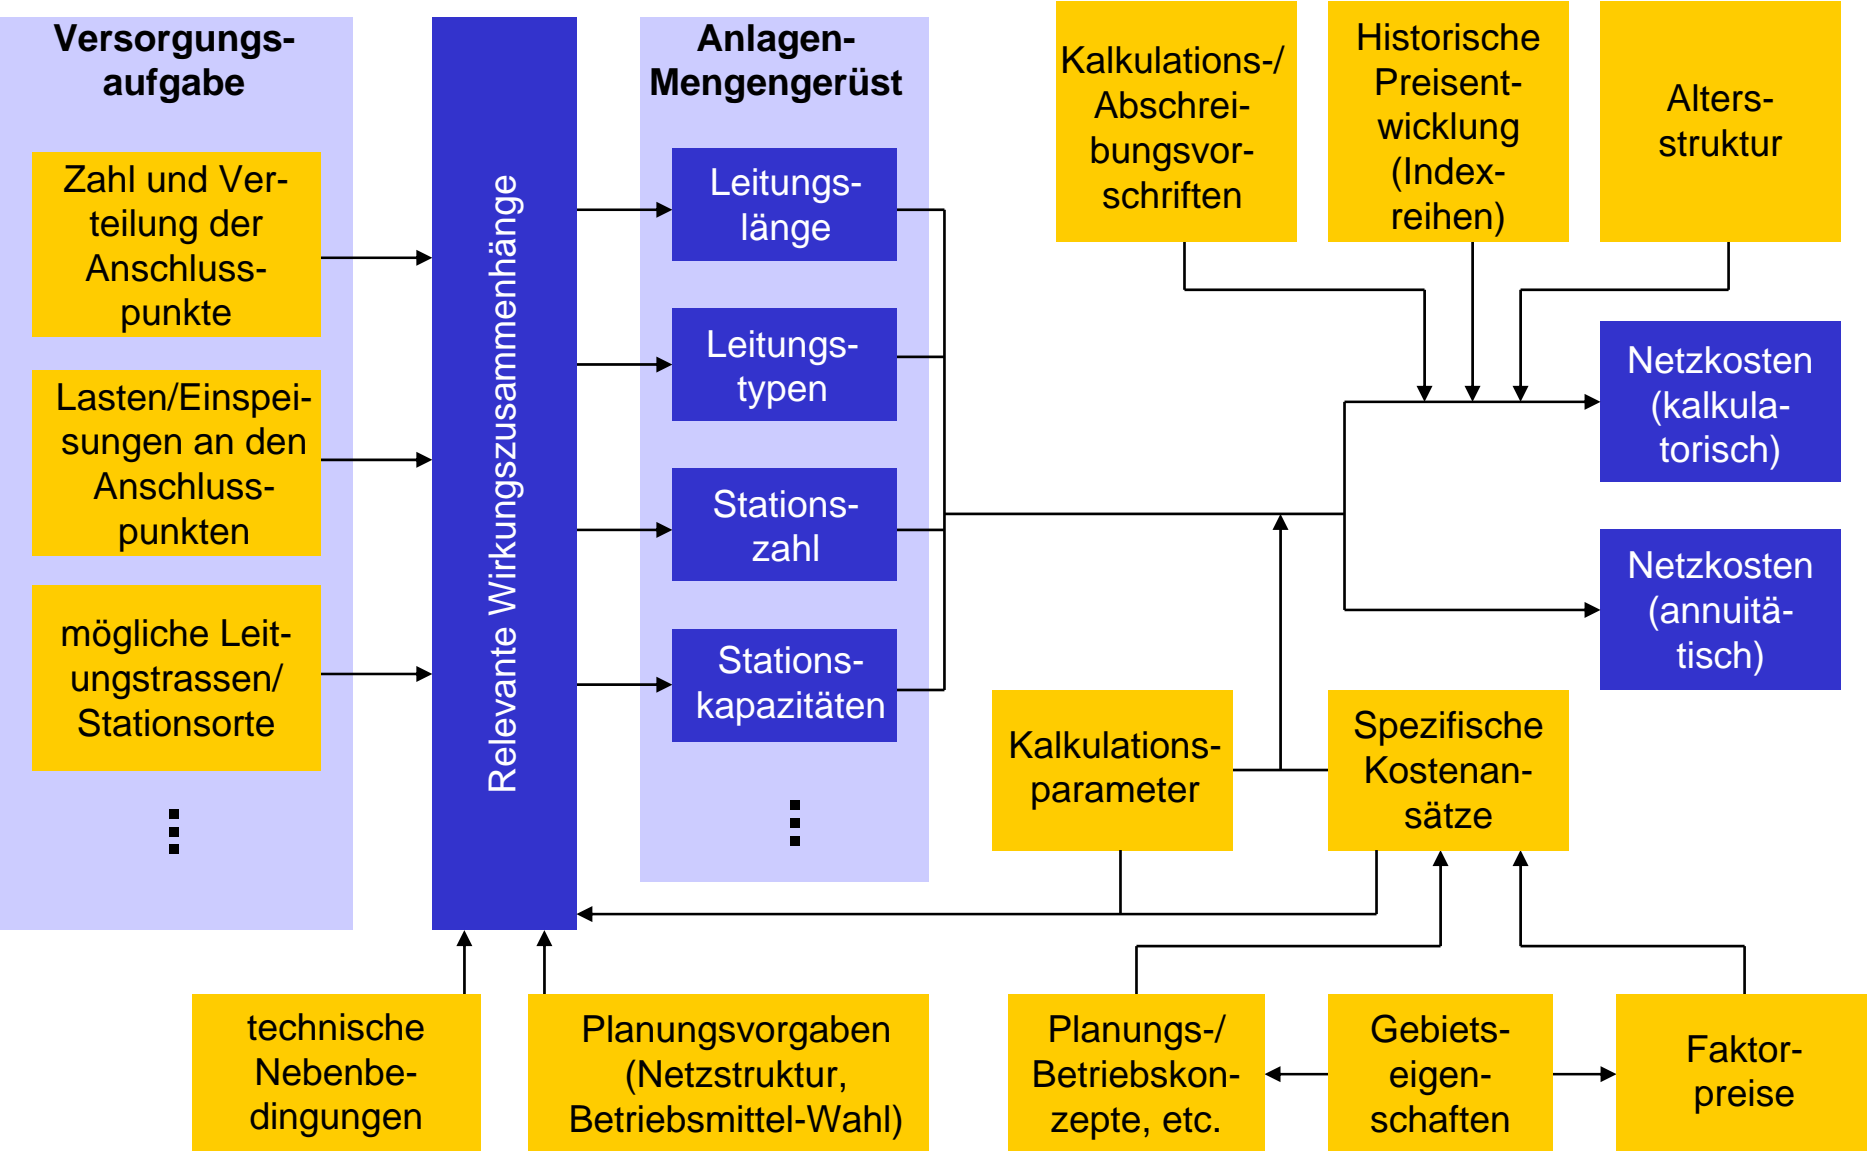 Versorgungs-
aufgabe
Zahl und Ver-
teilung der
Anschluss-
punkte
Lasten/Einspei-
sungen an den
Anschluss-
punkten
mögliche Leit-
ungstrassen/
Stationsorte
Relevante Wirkungszusammenhänge
Anlagen-
Mengengerüst
Leitungs-
länge
Leitungs-
typen
Stations-
zahl
Stations-
kapazitäten
Kalkulations-/
Abschrei-
bungsvor-
schriften
Historische
Preisent-
wicklung
(Index-
reihen)
Alters-
struktur
Netzkosten
(kalkula-
torisch)
Netzkosten
(annuitä-
tisch)
Kalkulations-
parameter
Spezifische
Kostenan-
sätze
technische
Nebenbe-
dingungen
Planungsvorgaben
(Netzstruktur,
Betriebsmittel-Wahl)
Planungs-/
Betriebskon-
zepte, etc.
Gebiets-
eigen-
schaften
Faktor-
preise